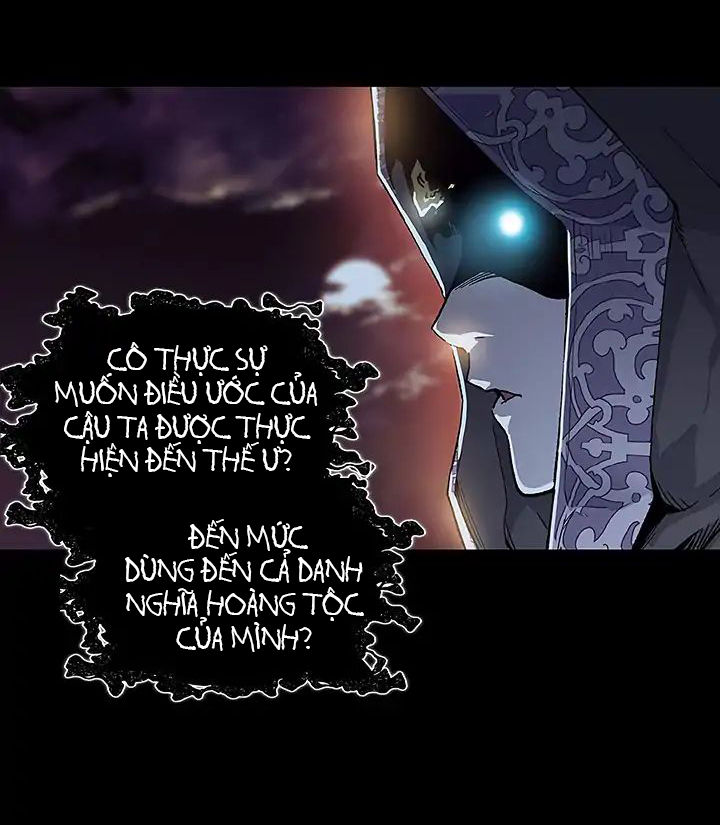 CÔ THỰC SỰ
MUỐN ĐIỀU ƯỚC CỦA
CẬU TA ĐƯỢC THỰC
HIỆN ĐẾN THẾ Ư?
ĐẾN MỨC
DÙNG ĐẾN CẢ DANH
NGHĨA HOÀNG TỘC
CỦA MÌNH?